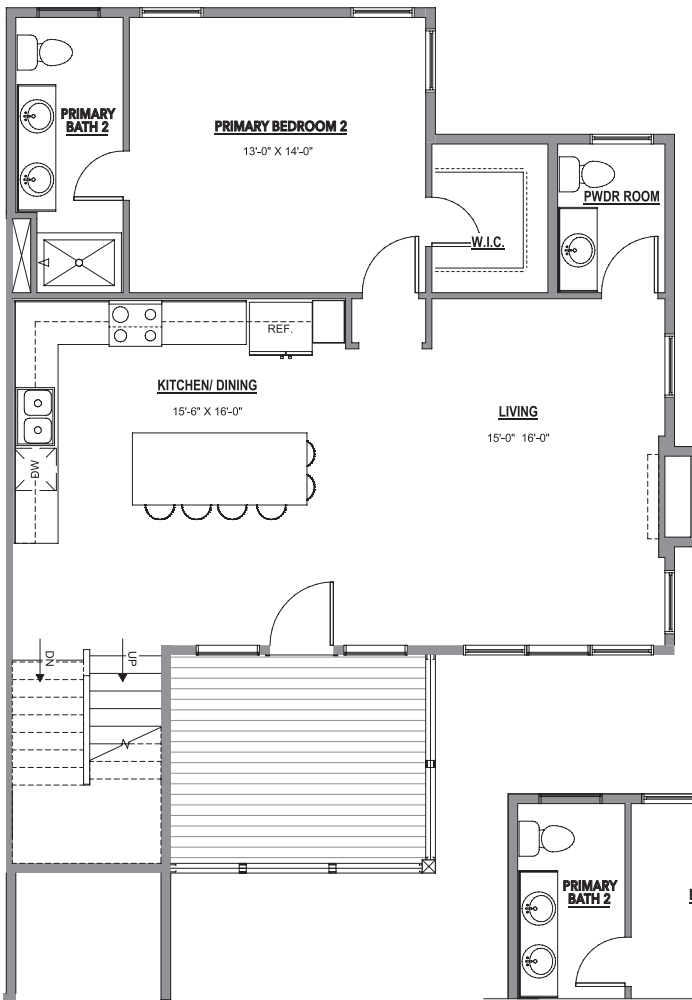 PRIMARY
BATH 2
PRIMARY BEDROOM 2
13'-0" X 14'-0"
PWDR ROOM
W.I.C.
REF.
KITCHEN/ DINING
15'-6" X 16'-0"
LIVING
15'-0" 16'-0"
DW
DN
UP
PRIMARY
BATH 2